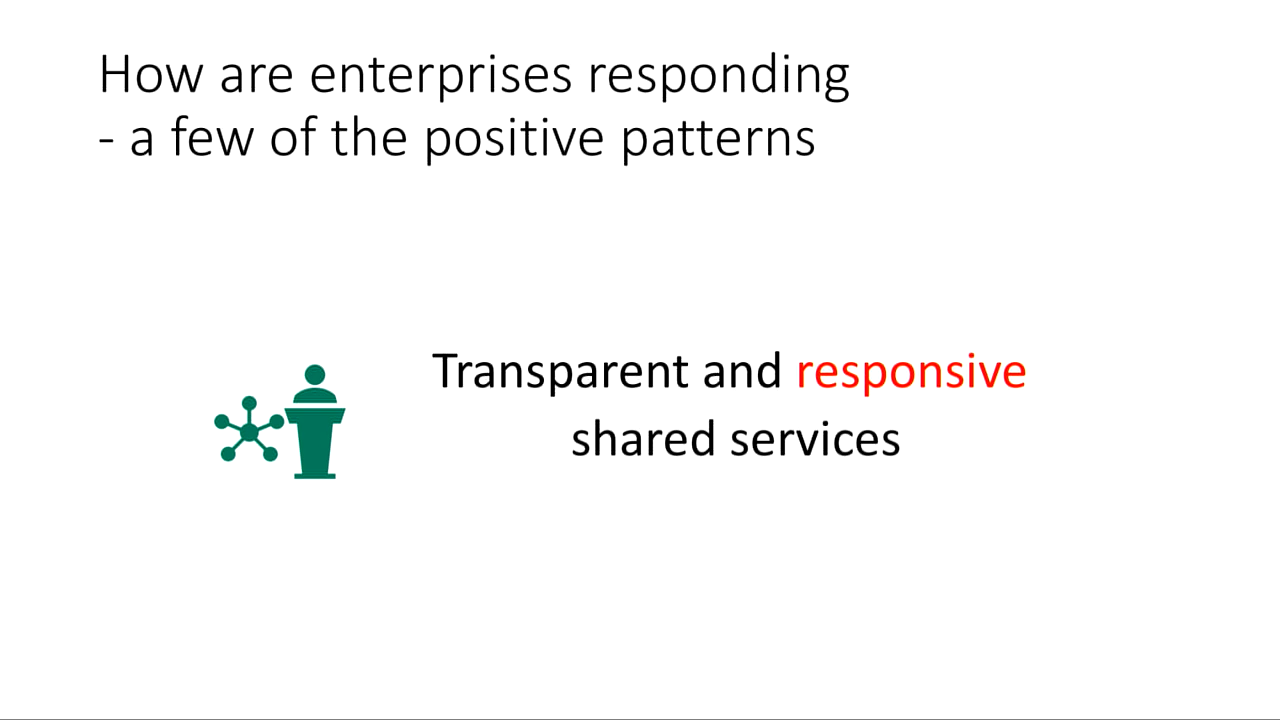 How are enterprises responding
- a few of the positive patterns
Transparent and responsive
shared services